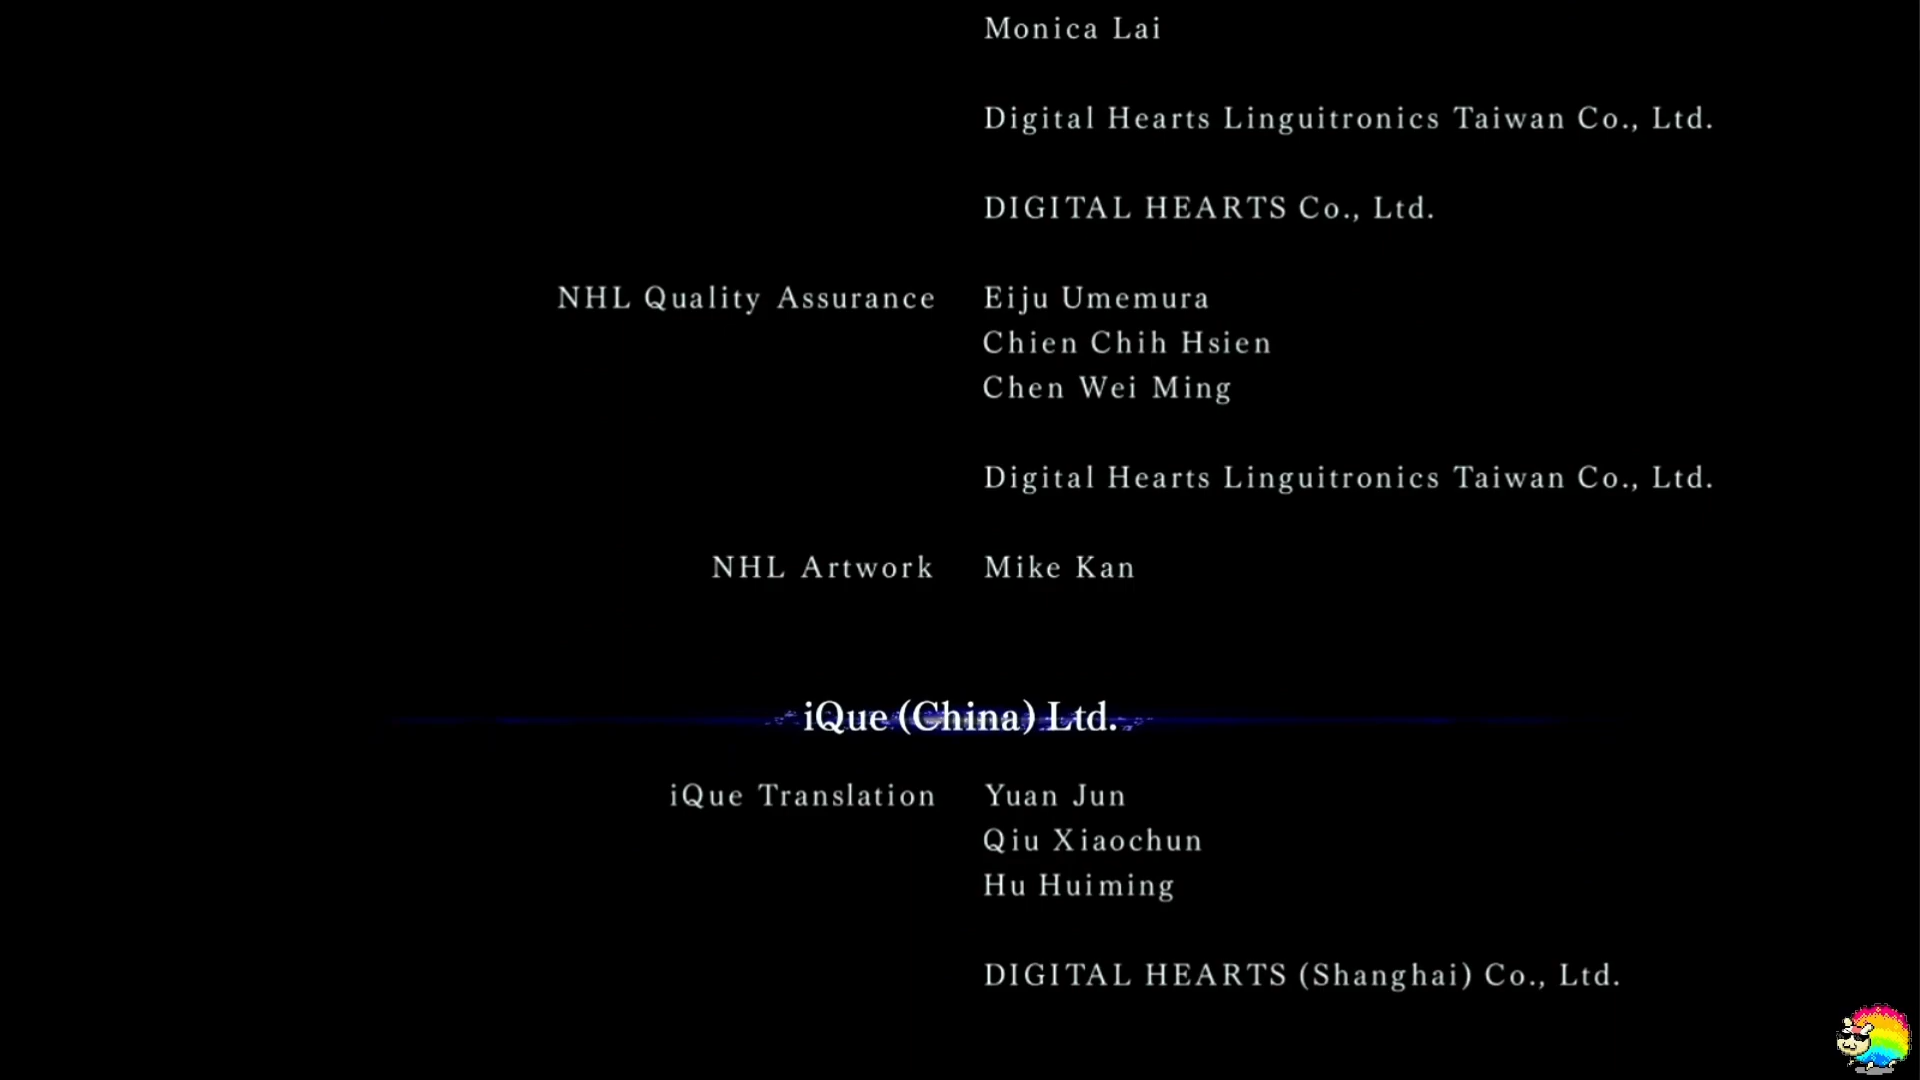 Monica Lai
Digital Hearts Linguitronics Taiwan Co., Ltd.
DIGITAL HEARTS Co., Ltd.
NHL Quality Assurance Eiju Umemura
Chien Chih Hsien
Chen Wei Ming
Digital Hearts Linguitronics Taiwan Co., Ltd.
NHL Artwork Mike Kan
iQue (China) Ltd.
iQue Translation Yuan Jun
Qiu Xiaochun
Hu Huiming
DIGITAL HEARTS (Shanghai) Co., Ltd.